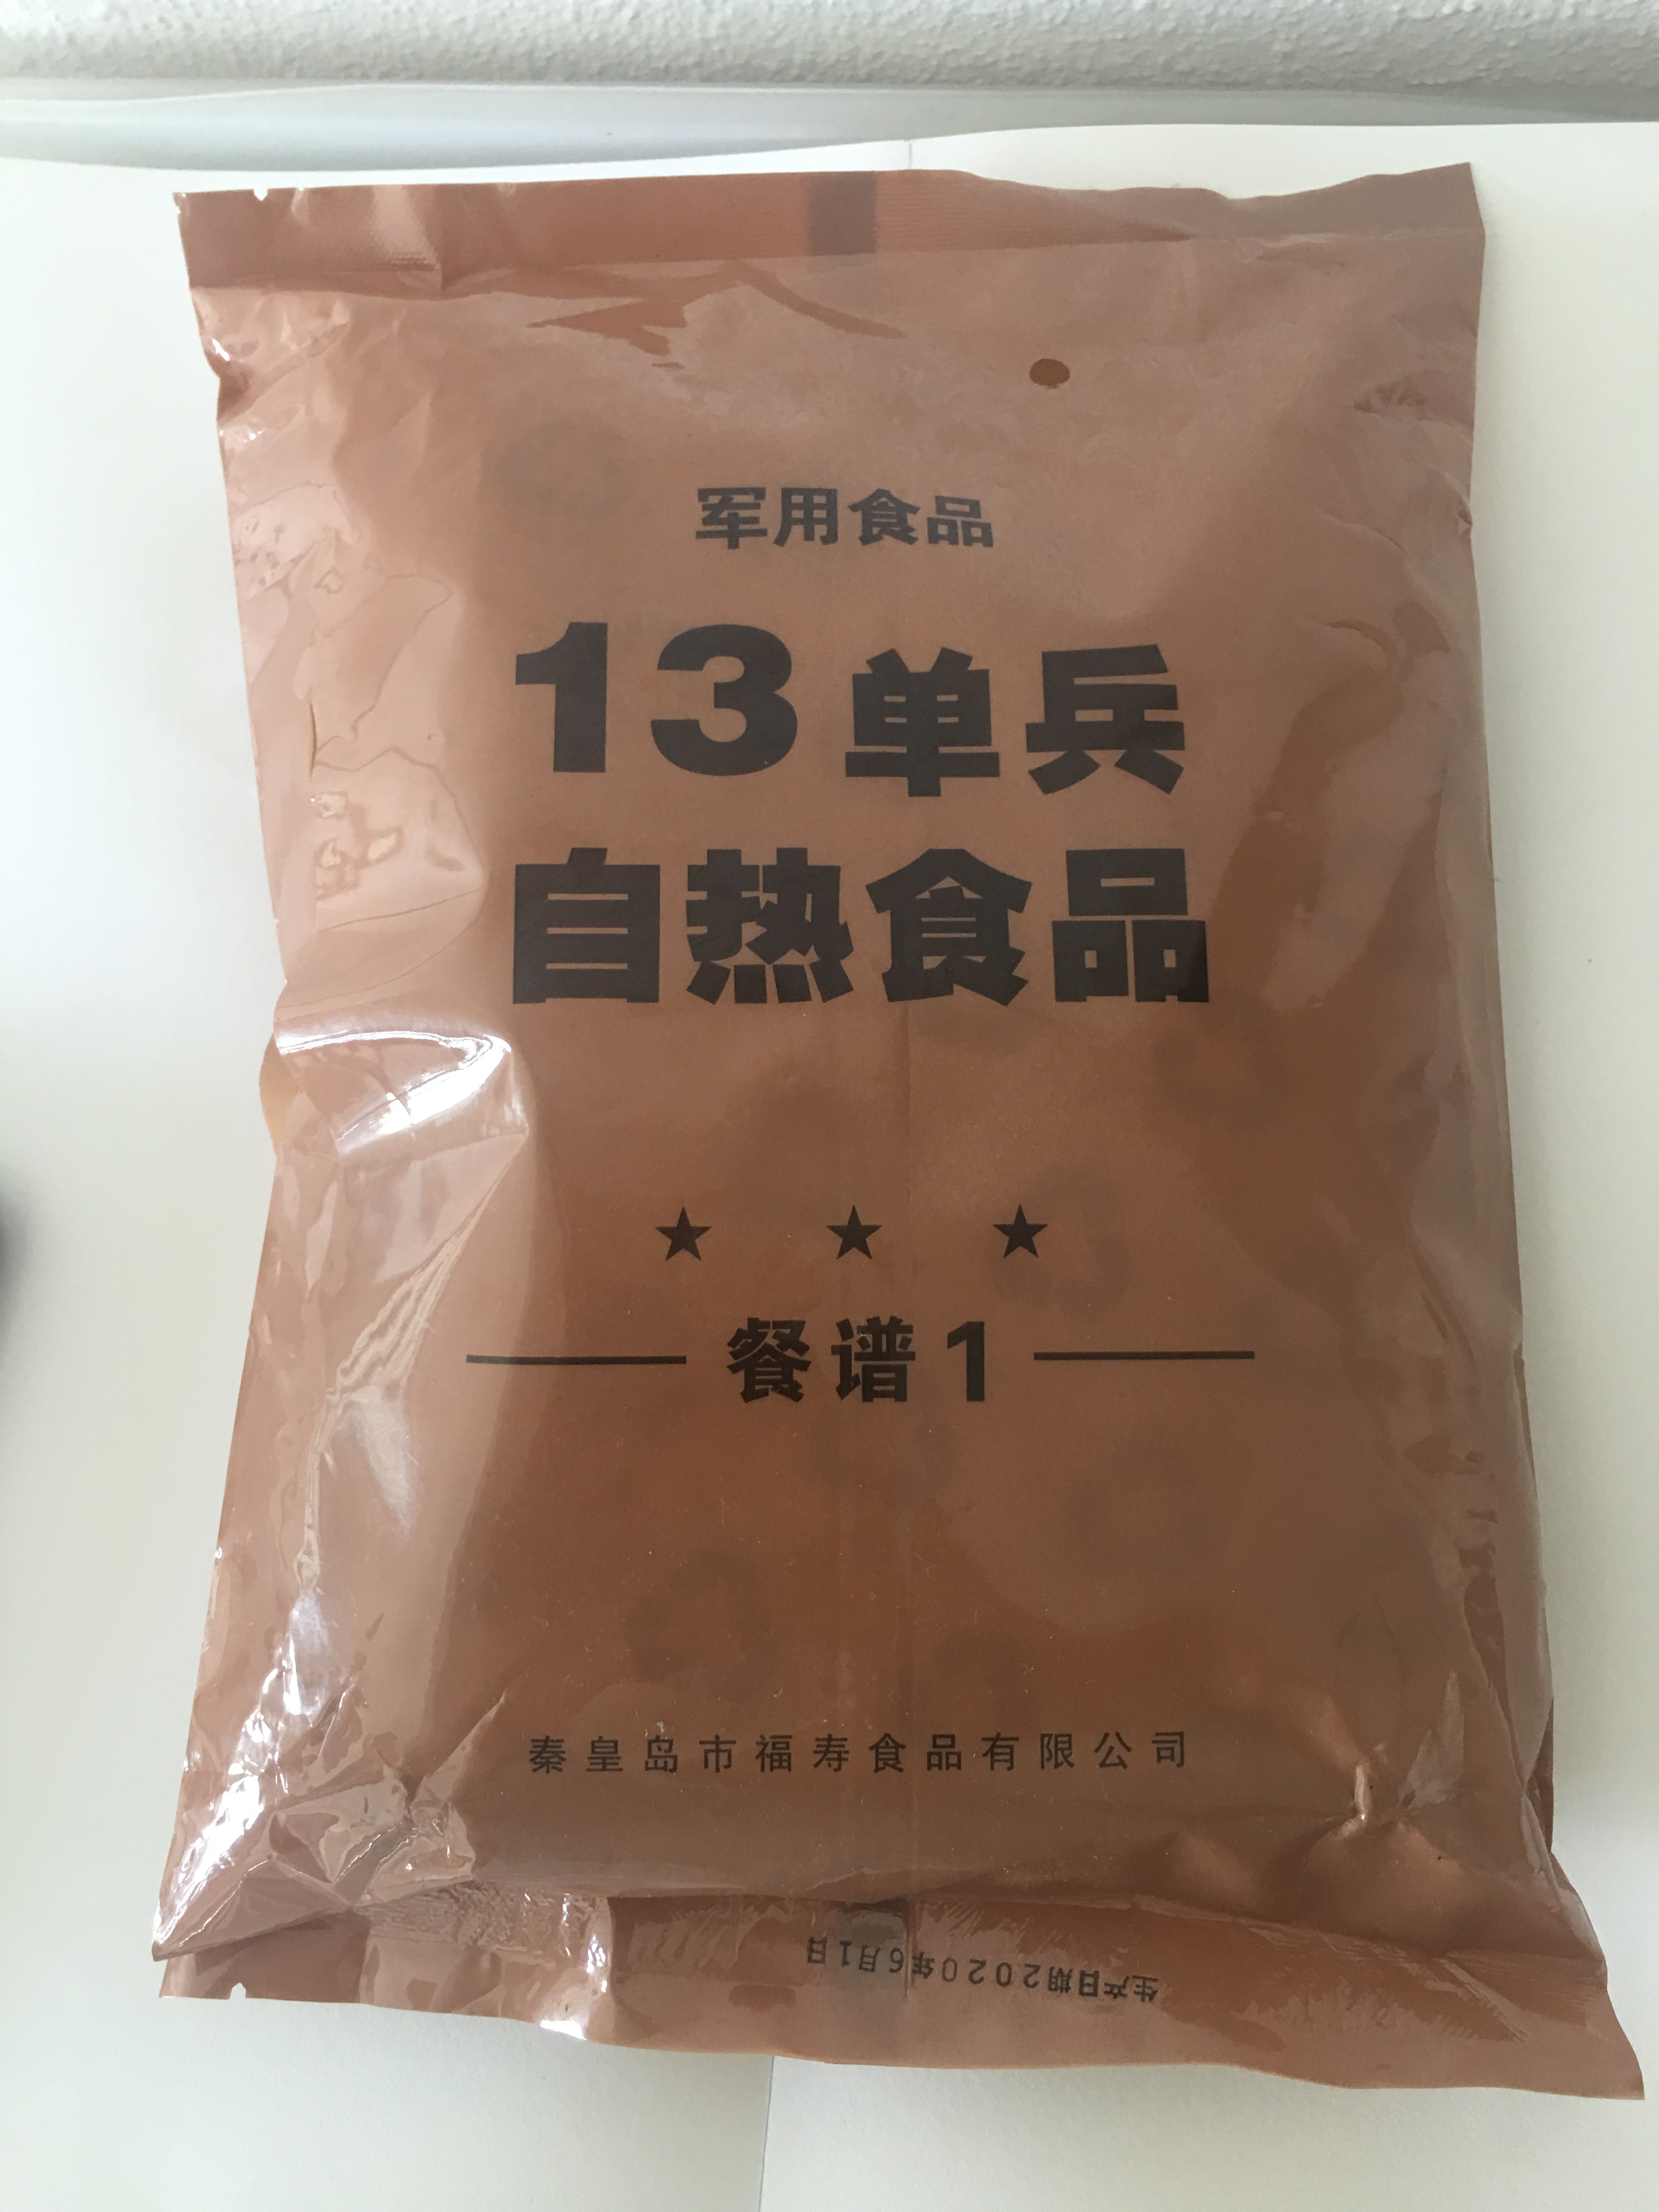 军用食品
13单兵
自热食品
★ ★ ★
餐谱1
秦皇岛市福寿食品有限公司
生产日期2020年6月1日